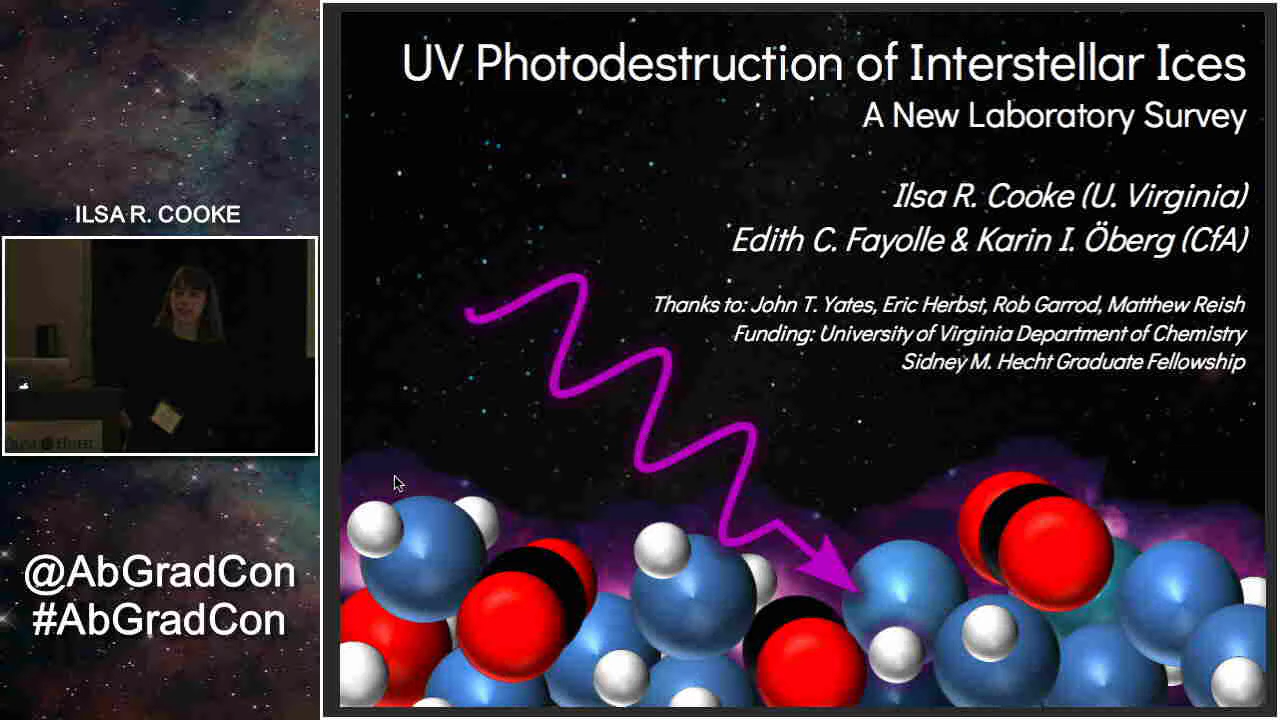 ILSA R. COOKE
@AbGradCon
#AbGradCon
UV Photodestruction of Interstellar Ices
A New Laboratory Survey
Ilsa R. Cooke (U. Virginia)
Edith C. Fayolle & Karin I. Öberg (CfA)
Thanks to: John T. Yates, Eric Herbst, Rob Garrod, Matthew Reish
Funding: University of Virginia Department of Chemistry
Sidney M. Hecht Graduate Fellowship